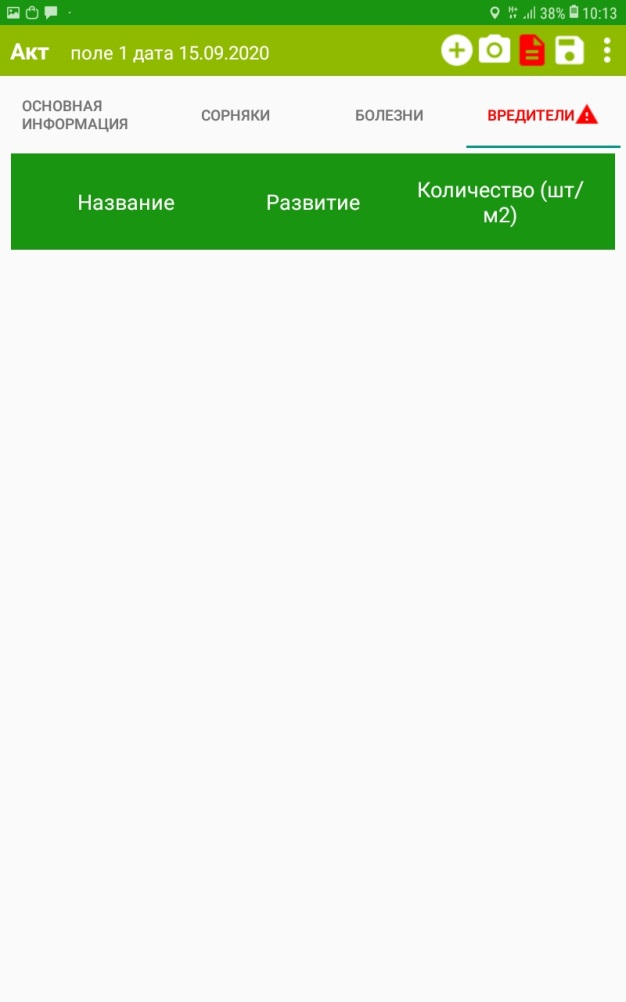 38% 10:13
Акт поле 1 дата 15.09.2020
ОСНОВНАЯ
ИНФОРМАЦИЯ
СОРНЯКИ
БОЛЕЗНИ
ВРЕДИТЕЛИ
Название
Развитие
Количество (шт/
м2)